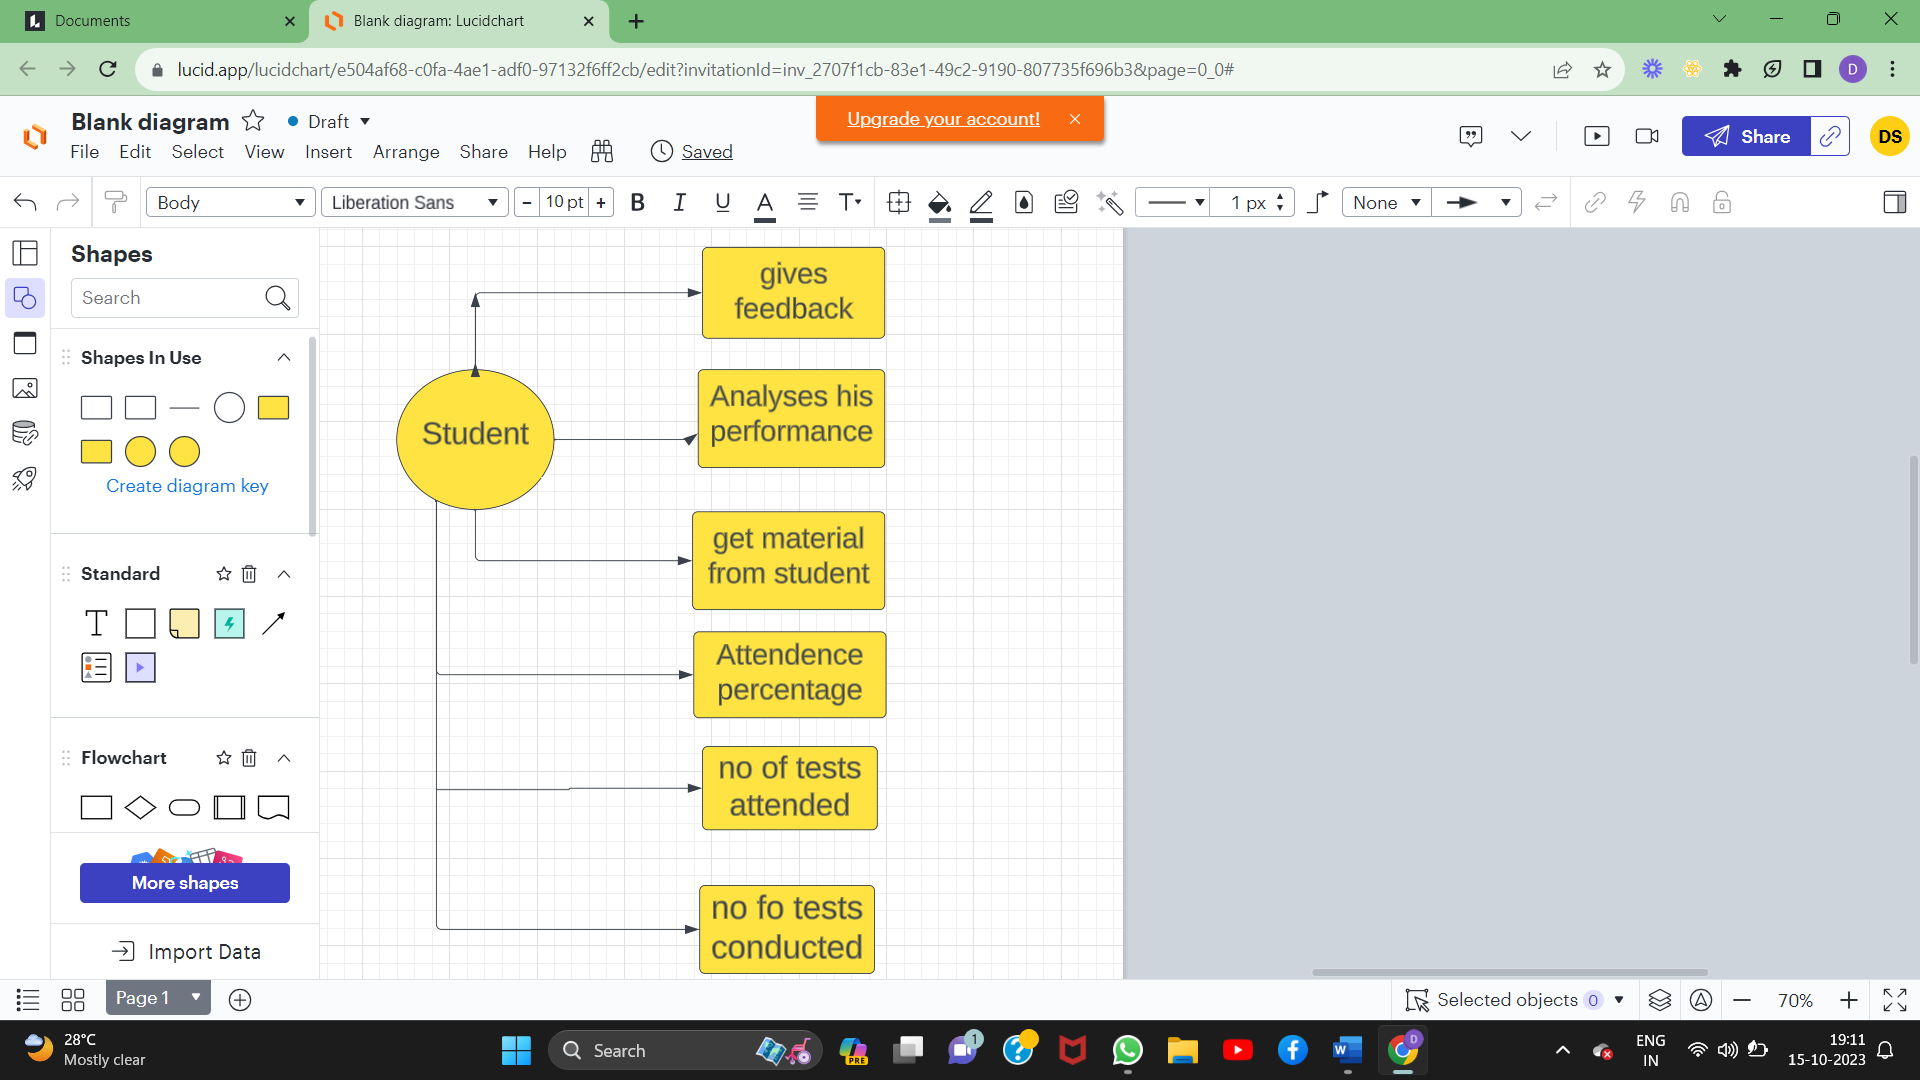 Documents
Blank diagram: Lucidchart
lucid.app/lucidchart/e504af68-c0fa-4ae1-adf0-97132f6ff2cb/edit?invitationId=inv_2707f1cb-83e1-49c2-9190-807735f696b3&page=0_0#
D
Blank diagram
Draft
Upgrade your account!
Share
DS
File Edit Select View Insert Arrange Share Help
Saved
Body
Liberation Sans
- 10 pt +
B I U A T
1 px
None
Shapes
Search
Shapes In Use
Create diagram key
Standard
T
Flowchart
More shapes
Import Data
gives
feedback
Student
Analyses his
performance
get material
from student
Attendence
percentage
no of tests
attended
no fo tests
conducted
Page 1
Selected objects 0
70%
28°C
Mostly clear
Search
PRE
1
W
D
ENG
IN
19:11
15-10-2023